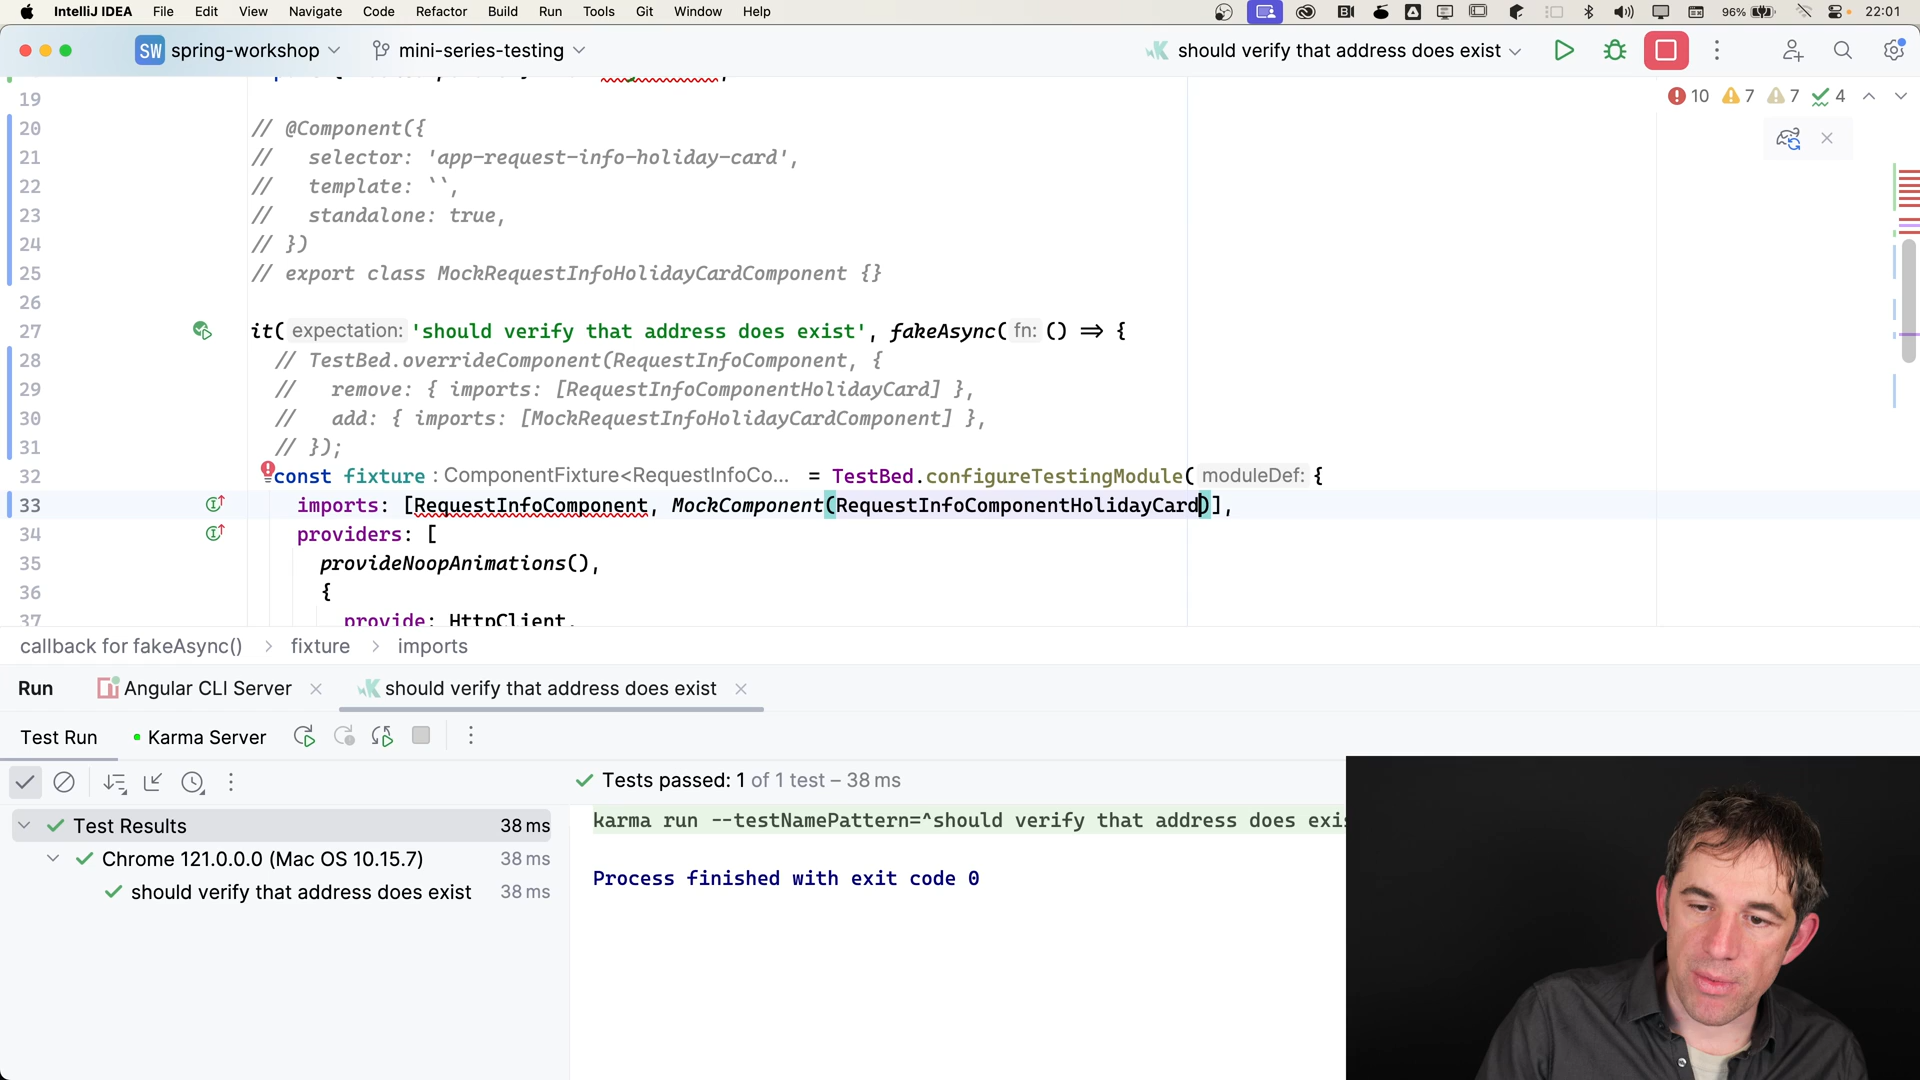 IntelliJ IDEA File Edit View Navigate Code Refactor Build Run Tools Git Window Help 96% 22:01
SW spring-workshop mini-series-testing should verify that address does exist
10 7 7 4
19
20 // @Component({
21 // selector: 'app-request-info-holiday-card',
22 // template: ``,
23 // standalone: true,
24 // })
25 // export class MockRequestInfoHolidayCardComponent {}
26
27 it( expectation: 'should verify that address does exist', fakeAsync( fn: () => {
28 // TestBed.overrideComponent(RequestInfoComponent, {
29 // remove: { imports: [RequestInfoComponentHolidayCard] },
30 // add: { imports: [MockRequestInfoHolidayCardComponent] },
31 // });
32 const fixture : ComponentFixture<RequestInfoCo... = TestBed.configureTestingModule( moduleDef: {
33 imports: [RequestInfoComponent, MockComponent(RequestInfoComponentHolidayCard)],
34 providers: [
35 provideNoopAnimations(),
36 {
37 provide: HttpClient,
callback for fakeAsync() > fixture > imports
Run Angular CLI Server should verify that address does exist
Test Run Karma Server
Tests passed: 1 of 1 test – 38 ms
Test Results 38 ms
karma run --testNamePattern=^should verify that address does exis
Chrome 121.0.0.0 (Mac OS 10.15.7) 38 ms
Process finished with exit code 0
should verify that address does exist 38 ms